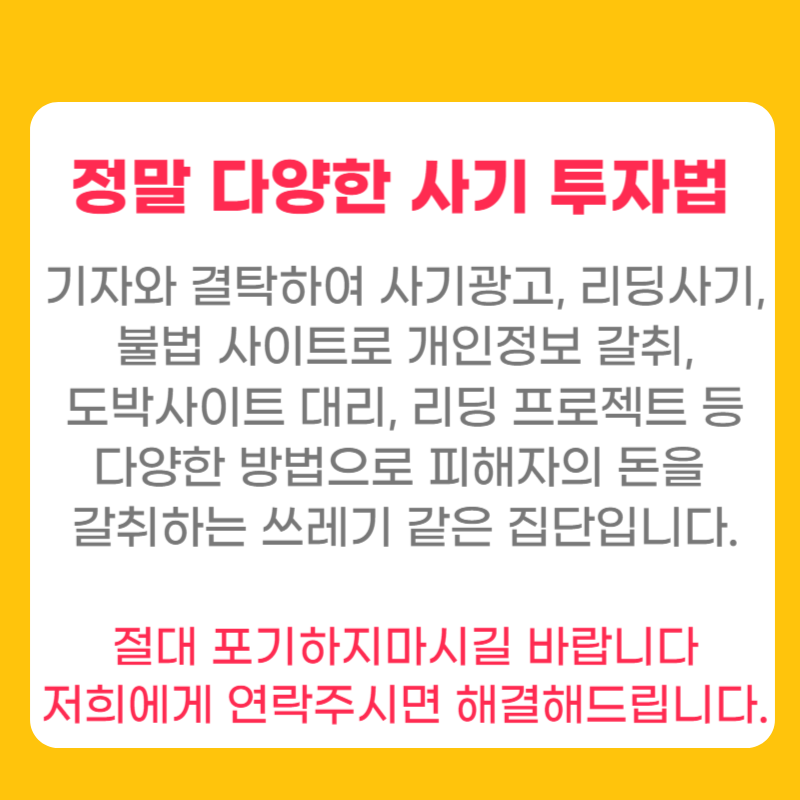 정말 다양한 사기 투자법
기자와 결탁하여 사기광고, 리딩사기,
불법 사이트로 개인정보 갈취,
도박사이트 대리, 리딩 프로젝트 등
다양한 방법으로 피해자의 돈을
갈취하는 쓰레기 같은 집단입니다.
절대 포기하지마시길 바랍니다
저희에게 연락주시면 해결해드립니다.